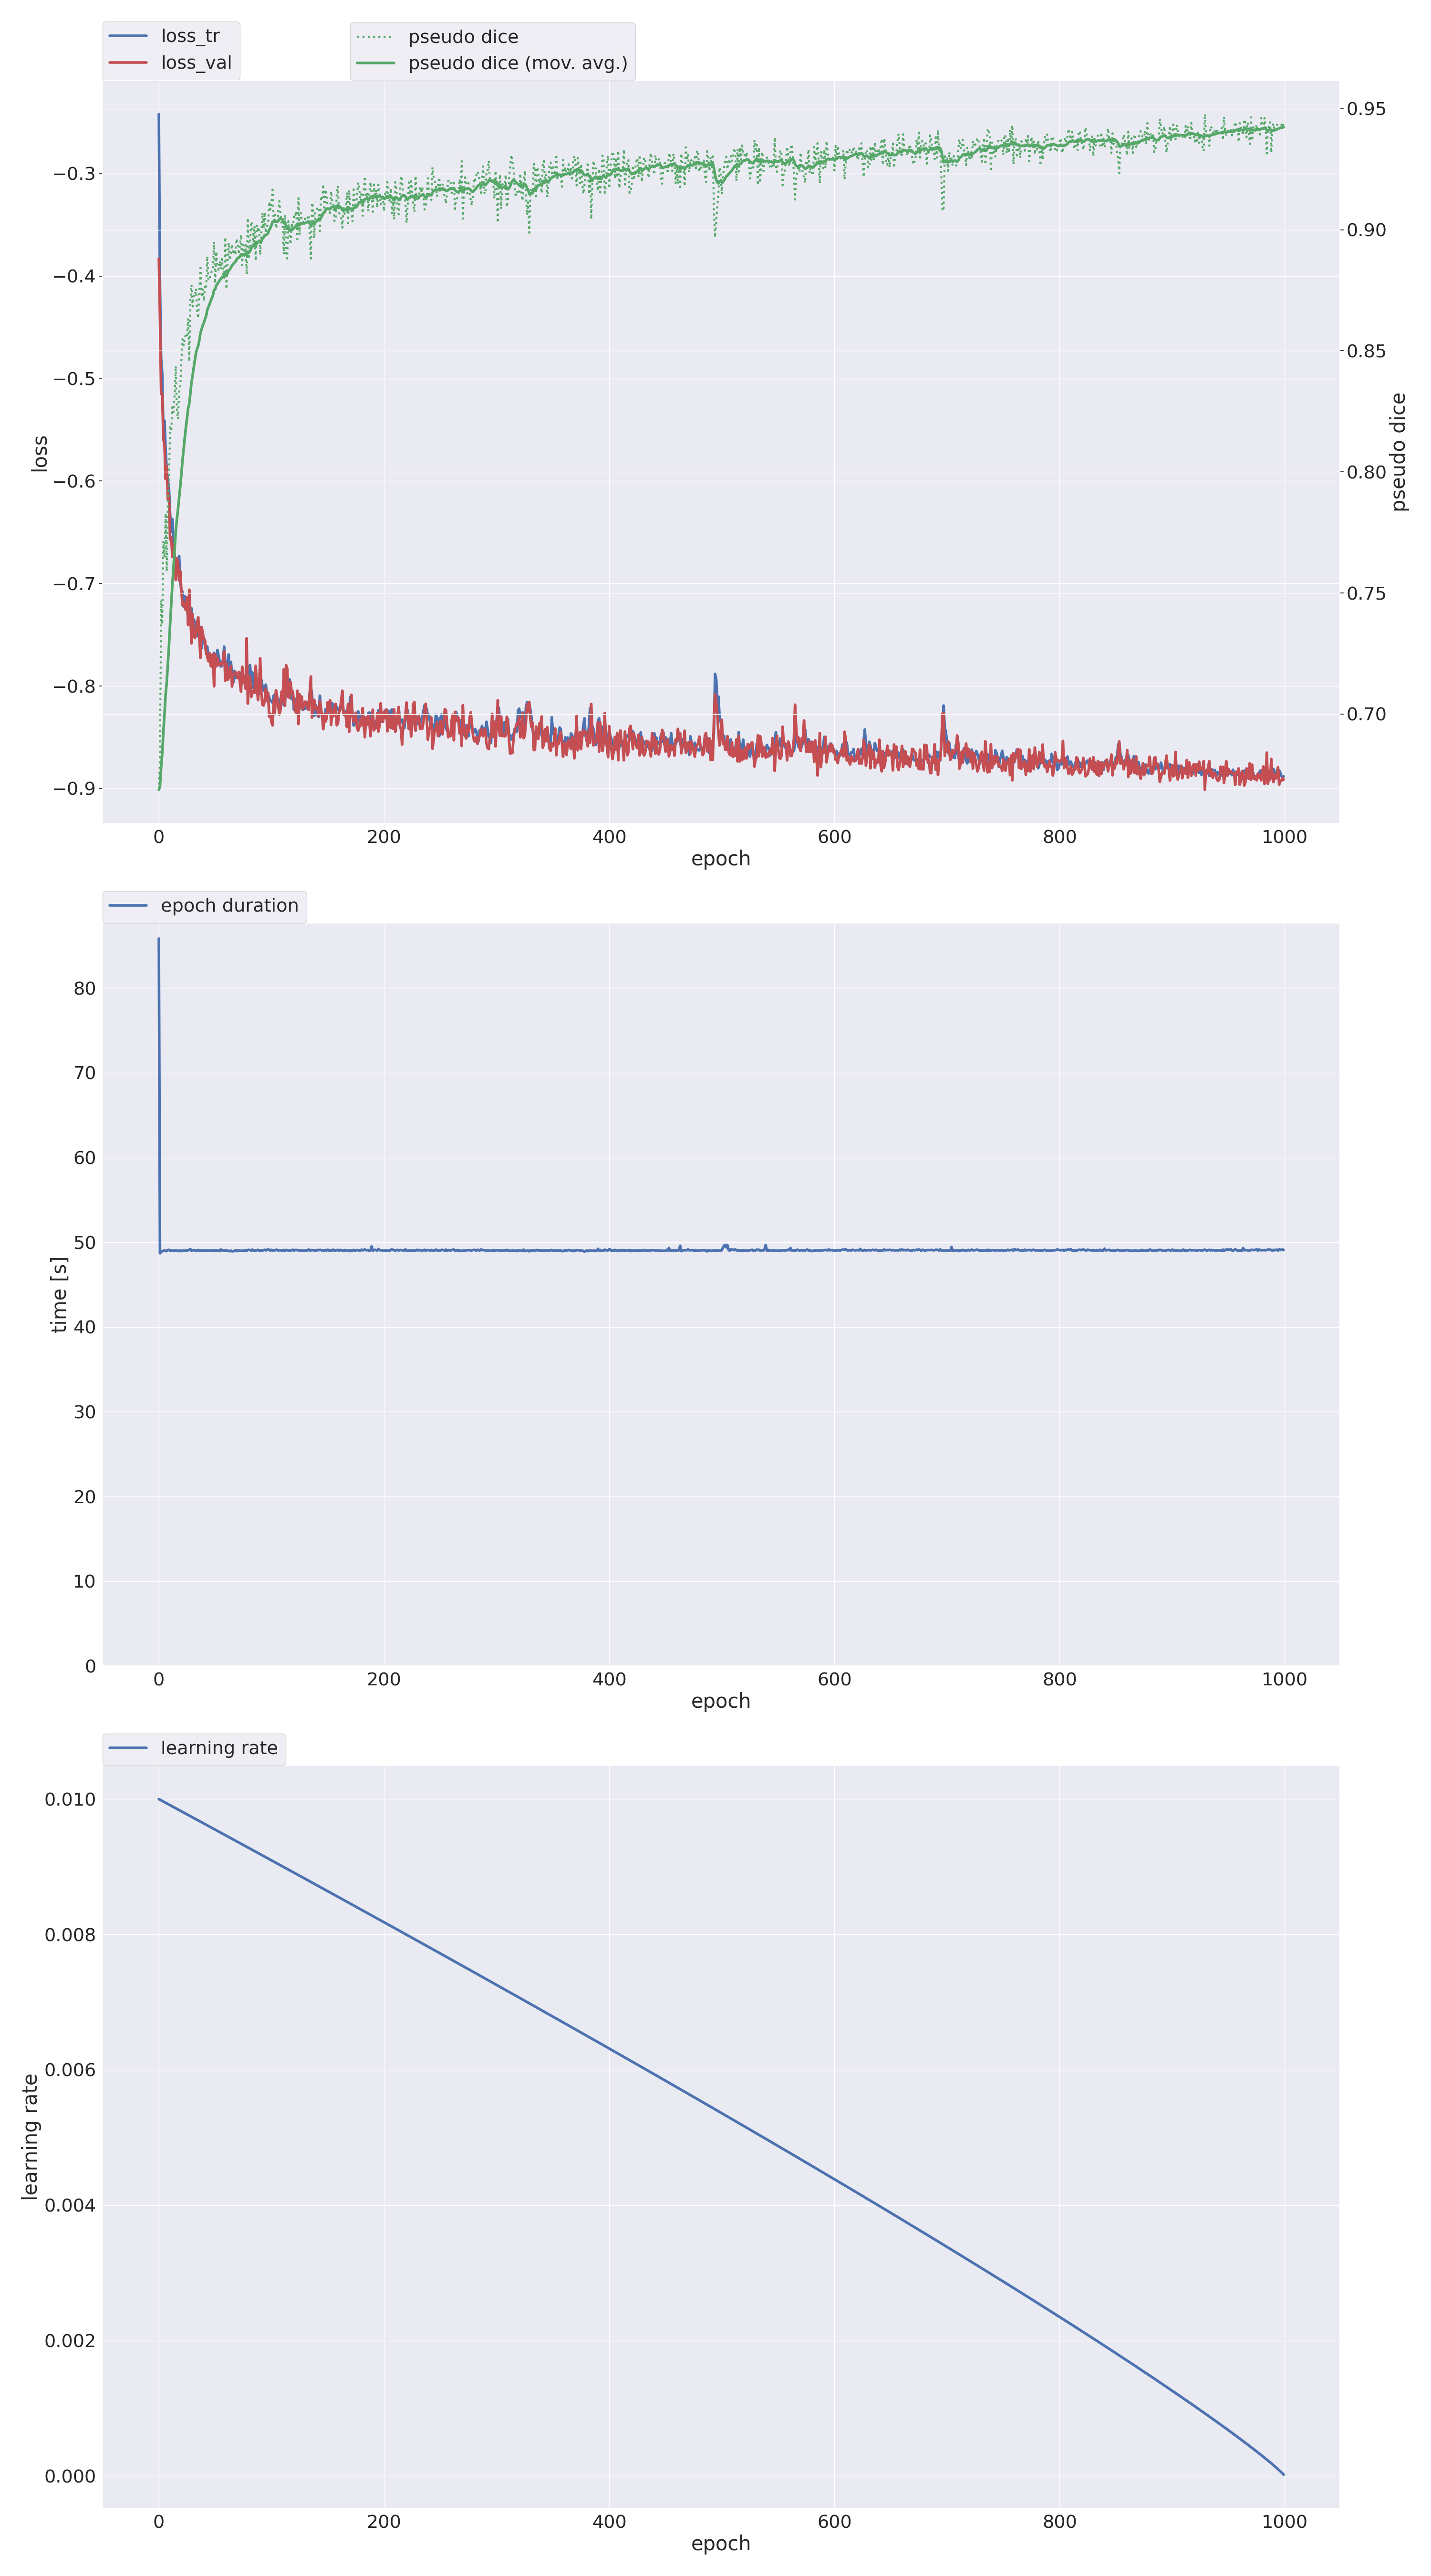 loss_tr
loss_val
pseudo dice
pseudo dice (mov. avg.)
−0.3
−0.4
−0.5
−0.6
−0.7
−0.8
−0.9
loss
0.95
0.90
0.85
0.80
0.75
0.70
pseudo dice
0 200 400 600 800 1000
epoch
epoch duration
80
70
60
50
40
30
20
10
0
time [s]
0 200 400 600 800 1000
epoch
learning rate
0.010
0.008
0.006
0.004
0.002
0.000
learning rate
0 200 400 600 800 1000
epoch